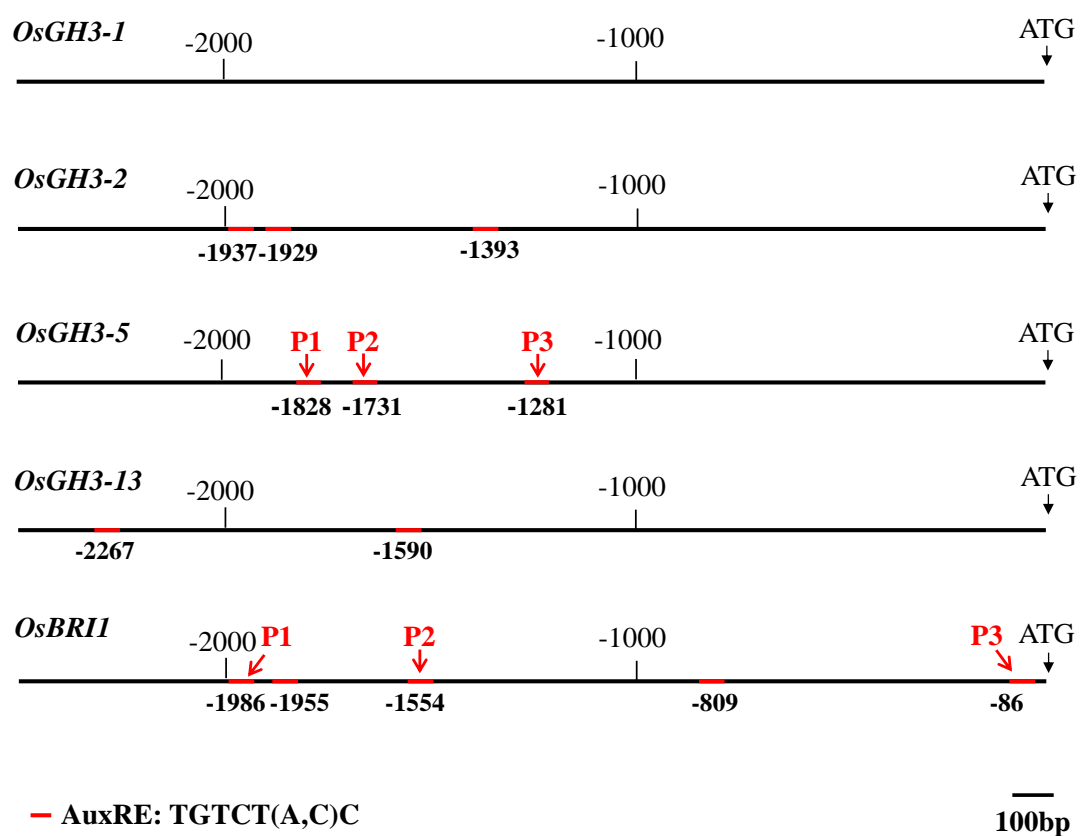 OsGH3-1 -2000 -1000 ATG
OsGH3-2 -2000 -1000 ATG
-1937 -1929 -1393
OsGH3-5 -2000 P1 P2 P3 -1000 ATG
-1828 -1731 -1281
OsGH3-13 -2000 -1000 ATG
-2267 -1590
OsBRI1 -2000 P1 P2 -1000 P3 ATG
-1986 -1955 -1554 -809 -86
AuxRE: TGTCT(A,C)C
100bp